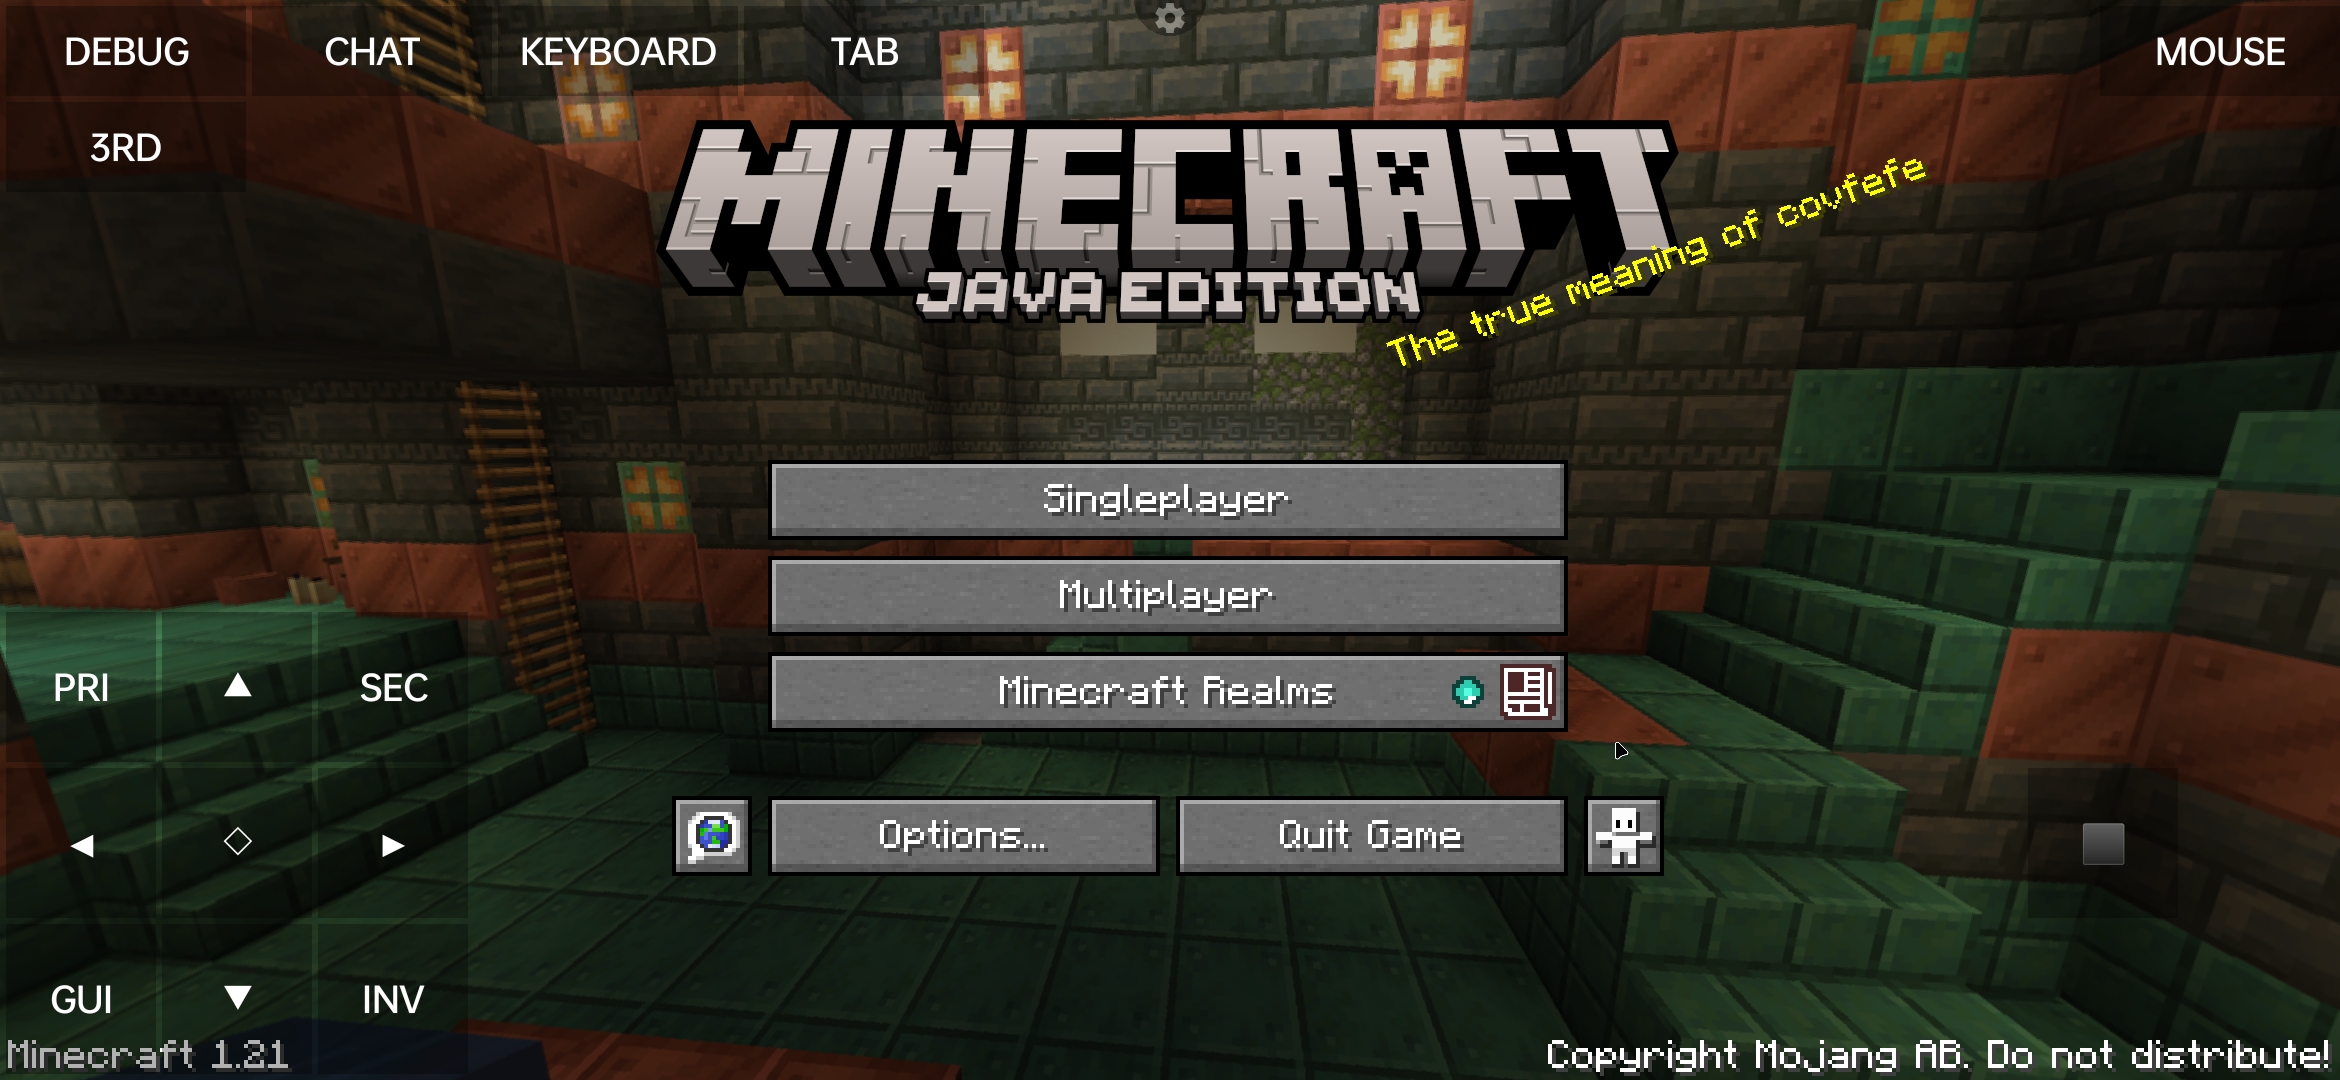 DEBUG CHAT KEYBOARD TAB MOUSE
3RD
MINECRAFT
JAVA EDITION
The true meaning of covfefe
Singleplayer
Multiplayer
Minecraft Realms
PRI ▲ SEC
◀ ◇ ▶
Options... Quit Game
GUI ▼ INV
Minecraft 1.21 Copyright Mojang AB. Do not distribute!